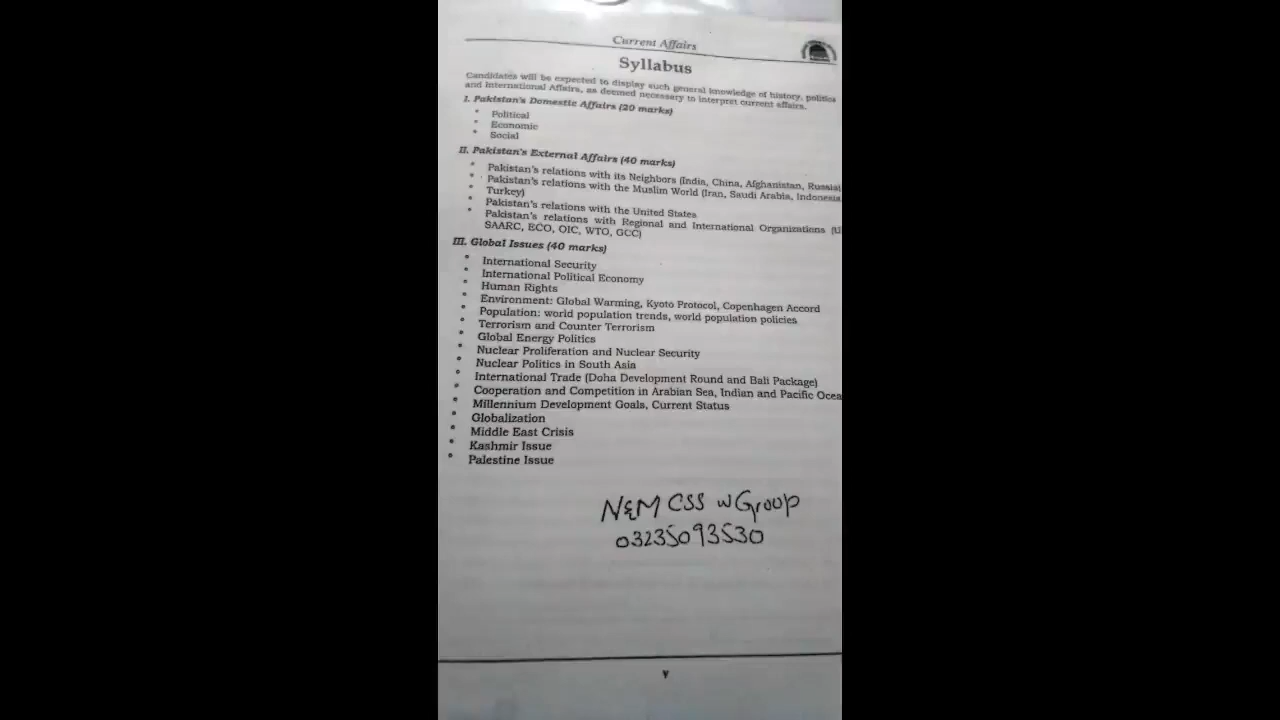 Current Affairs
Syllabus
Candidates will be expected to display such general knowledge of history, politics
and International Affairs, as deemed necessary to interpret current affairs.
I. Pakistan's Domestic Affairs (20 marks)
• Political
• Economic
• Social
II. Pakistan's External Affairs (40 marks)
• Pakistan's relations with its Neighbors (India, China, Afghanistan, Russia)
• Pakistan's relations with the Muslim World (Iran, Saudi Arabia, Indonesia
• Turkey)
Pakistan's relations with the United States
• Pakistan's relations with Regional and International Organizations (U
SAARC, ECO, OIC, WTO, GCC)
III. Global Issues (40 marks)
• International Security
• International Political Economy
• Human Rights
• Environment: Global Warming, Kyoto Protocol, Copenhagen Accord
• Population: world population trends, world population policies
• Terrorism and Counter Terrorism
• Global Energy Politics
• Nuclear Proliferation and Nuclear Security
• Nuclear Politics in South Asia
• International Trade (Doha Development Round and Bali Package)
• Cooperation and Competition in Arabian Sea, Indian and Pacific Ocea
• Millennium Development Goals, Current Status
• Globalization
• Middle East Crisis
• Kashmir Issue
• Palestine Issue
N&M CSS w Group
03235093530
v